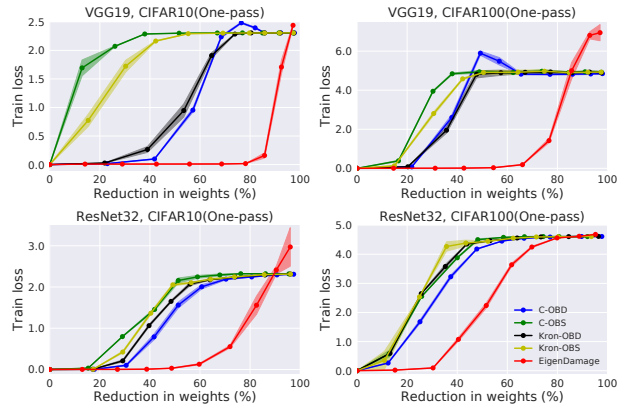 VGG19, CIFAR10(One-pass)
2.5
2.0
1.5
1.0
0.5
0.0
Train loss
0 20 40 60 80 100
Reduction in weights (%)
VGG19, CIFAR100(One-pass)
6.0
4.0
2.0
0.0
Train loss
0 20 40 60 80 100
Reduction in weights (%)
ResNet32, CIFAR10(One-pass)
3.0
2.0
1.0
0.0
Train loss
0 20 40 60 80 100
Reduction in weights (%)
ResNet32, CIFAR100(One-pass)
5.0
4.0
3.0
2.0
1.0
0.0
Train loss
0 20 40 60 80 100
Reduction in weights (%)
C-OBD
C-OBS
Kron-OBD
Kron-OBS
EigenDamage